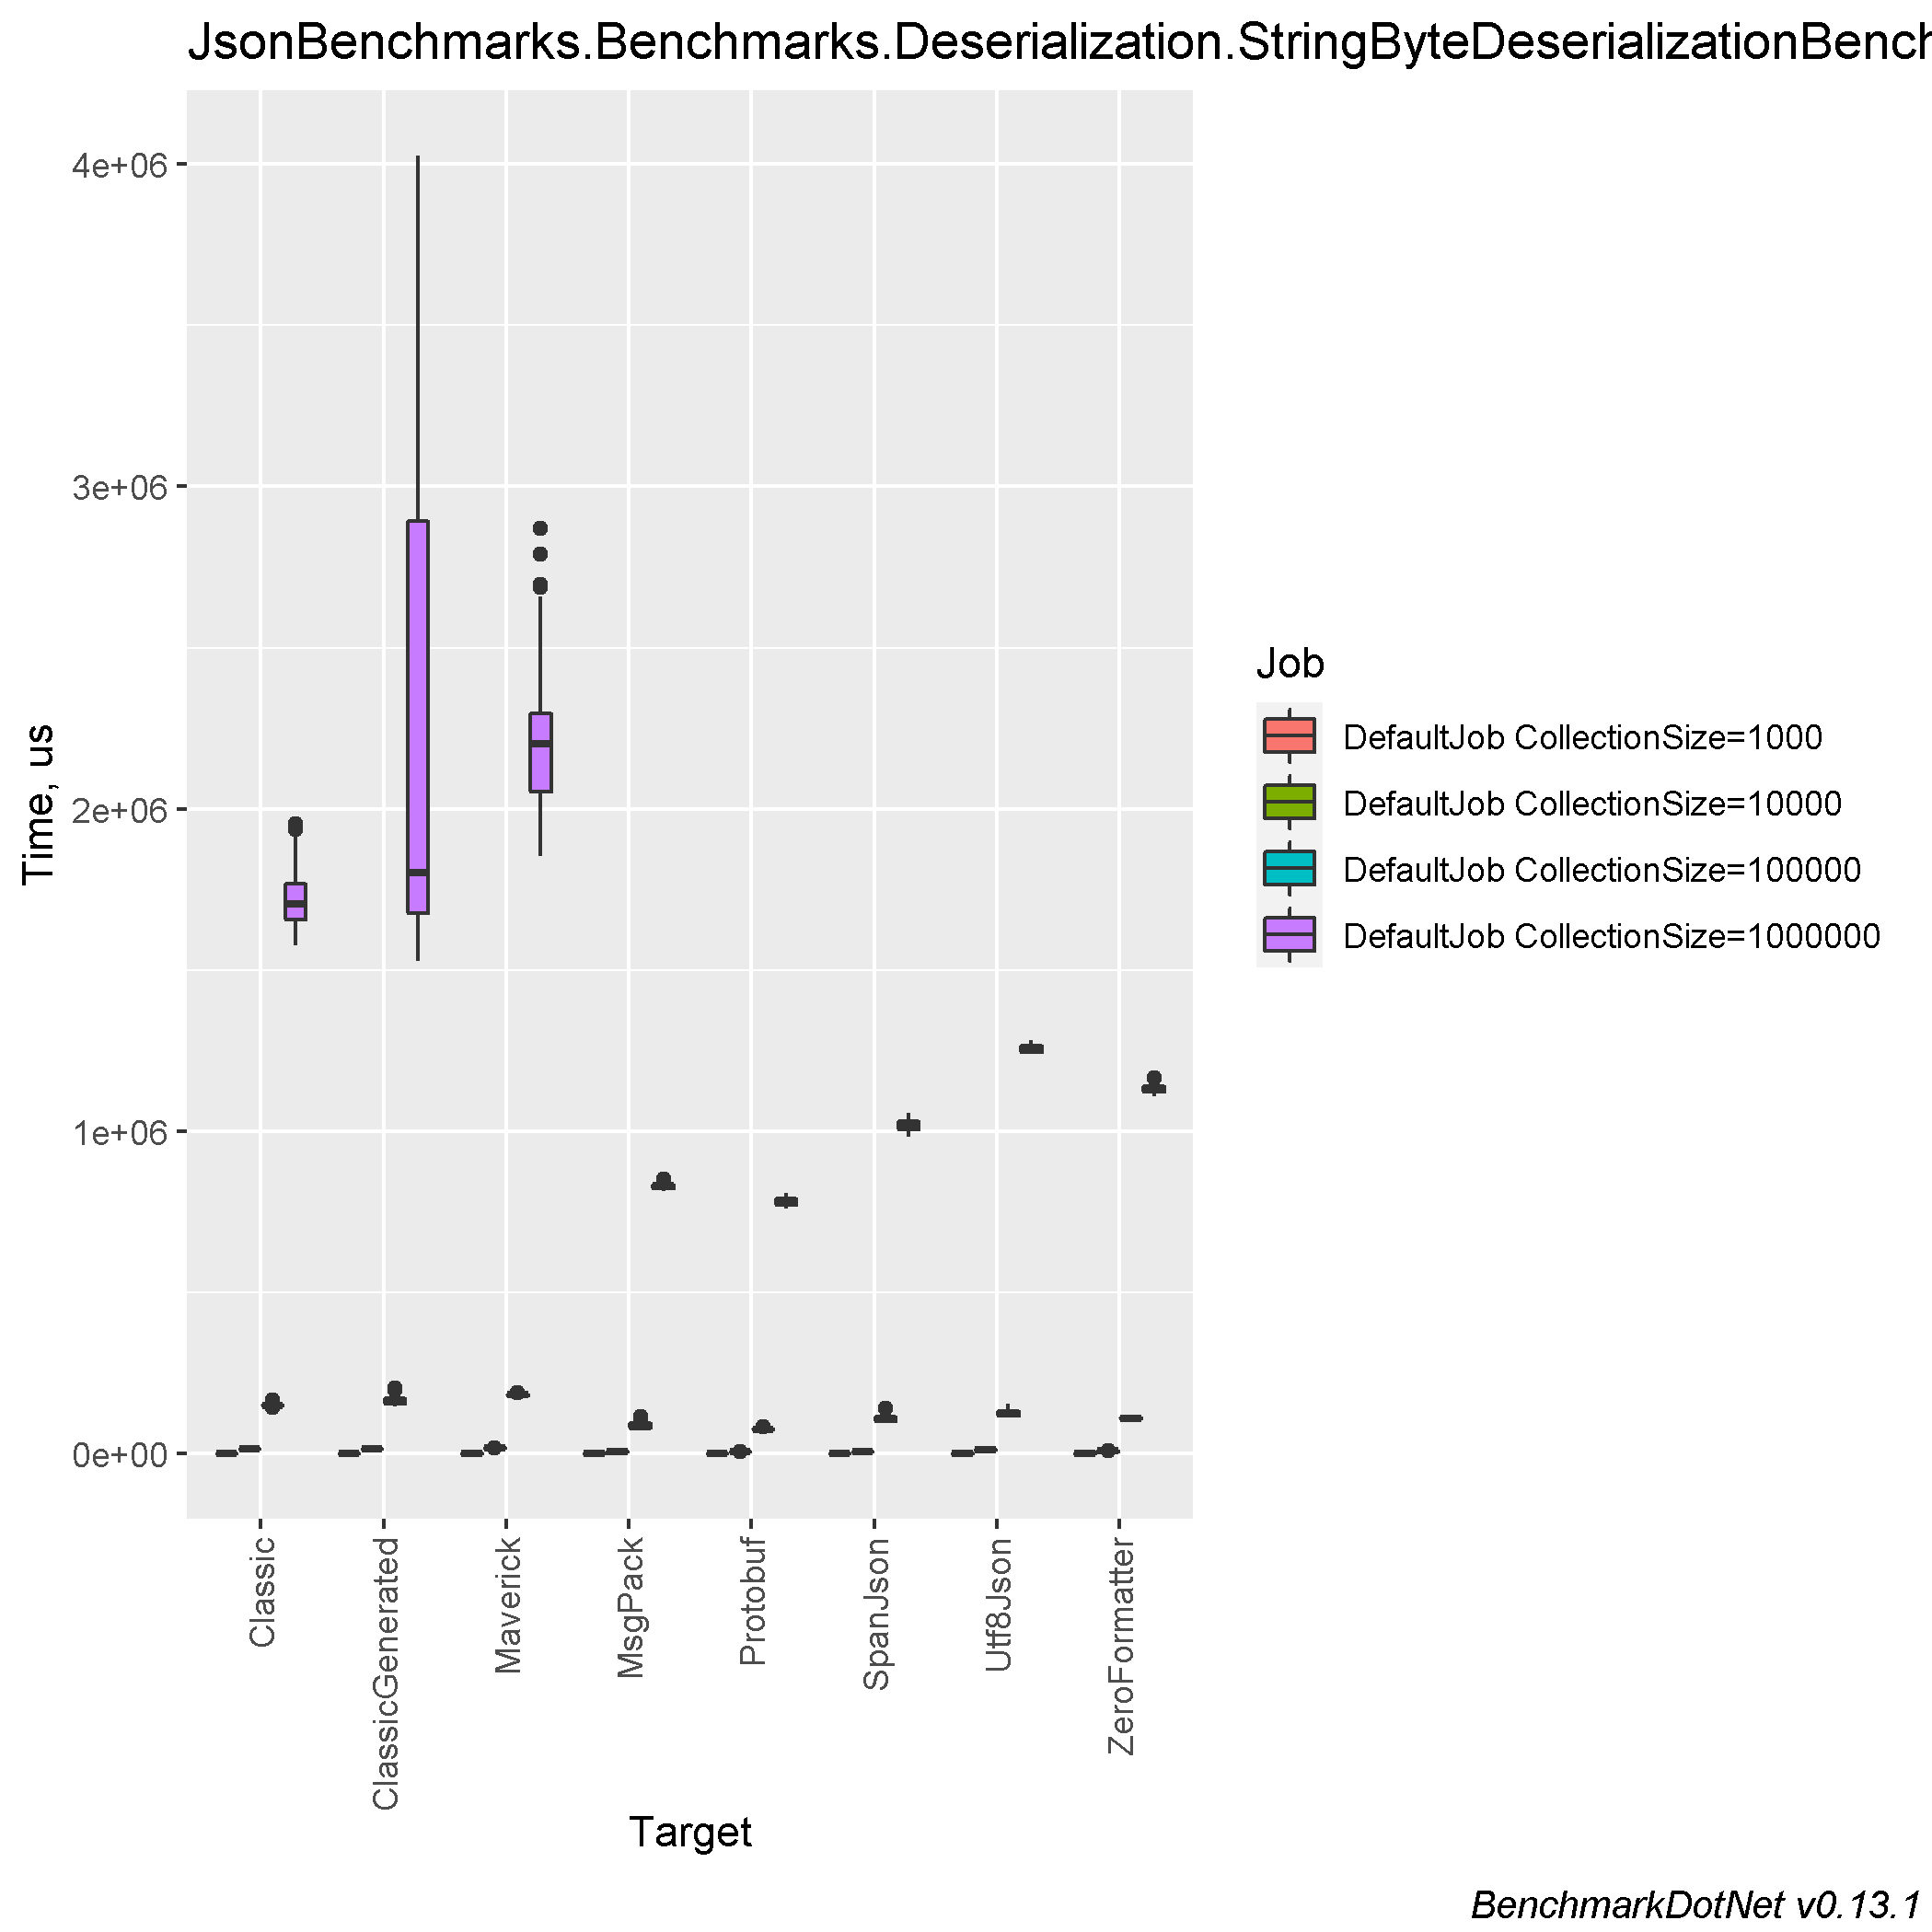 JsonBenchmarks.Benchmarks.Deserialization.StringByteDeserializationBench
Time, us
4e+06
3e+06
2e+06
1e+06
0e+00
Classic
ClassicGenerated
Maverick
MsgPack
Protobuf
SpanJson
Utf8Json
ZeroFormatter
Target
Job
DefaultJob CollectionSize=1000
DefaultJob CollectionSize=10000
DefaultJob CollectionSize=100000
DefaultJob CollectionSize=1000000
BenchmarkDotNet v0.13.1